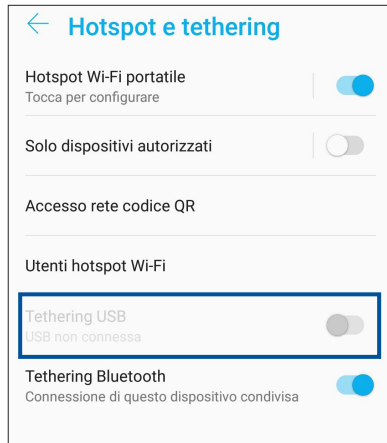 Hotspot e tethering
Hotspot Wi-Fi portatile
Tocca per configurare
Solo dispositivi autorizzati
Accesso rete codice QR
Utenti hotspot Wi-Fi
Tethering USB
USB non connessa
Tethering Bluetooth
Connessione di questo dispositivo condivisa